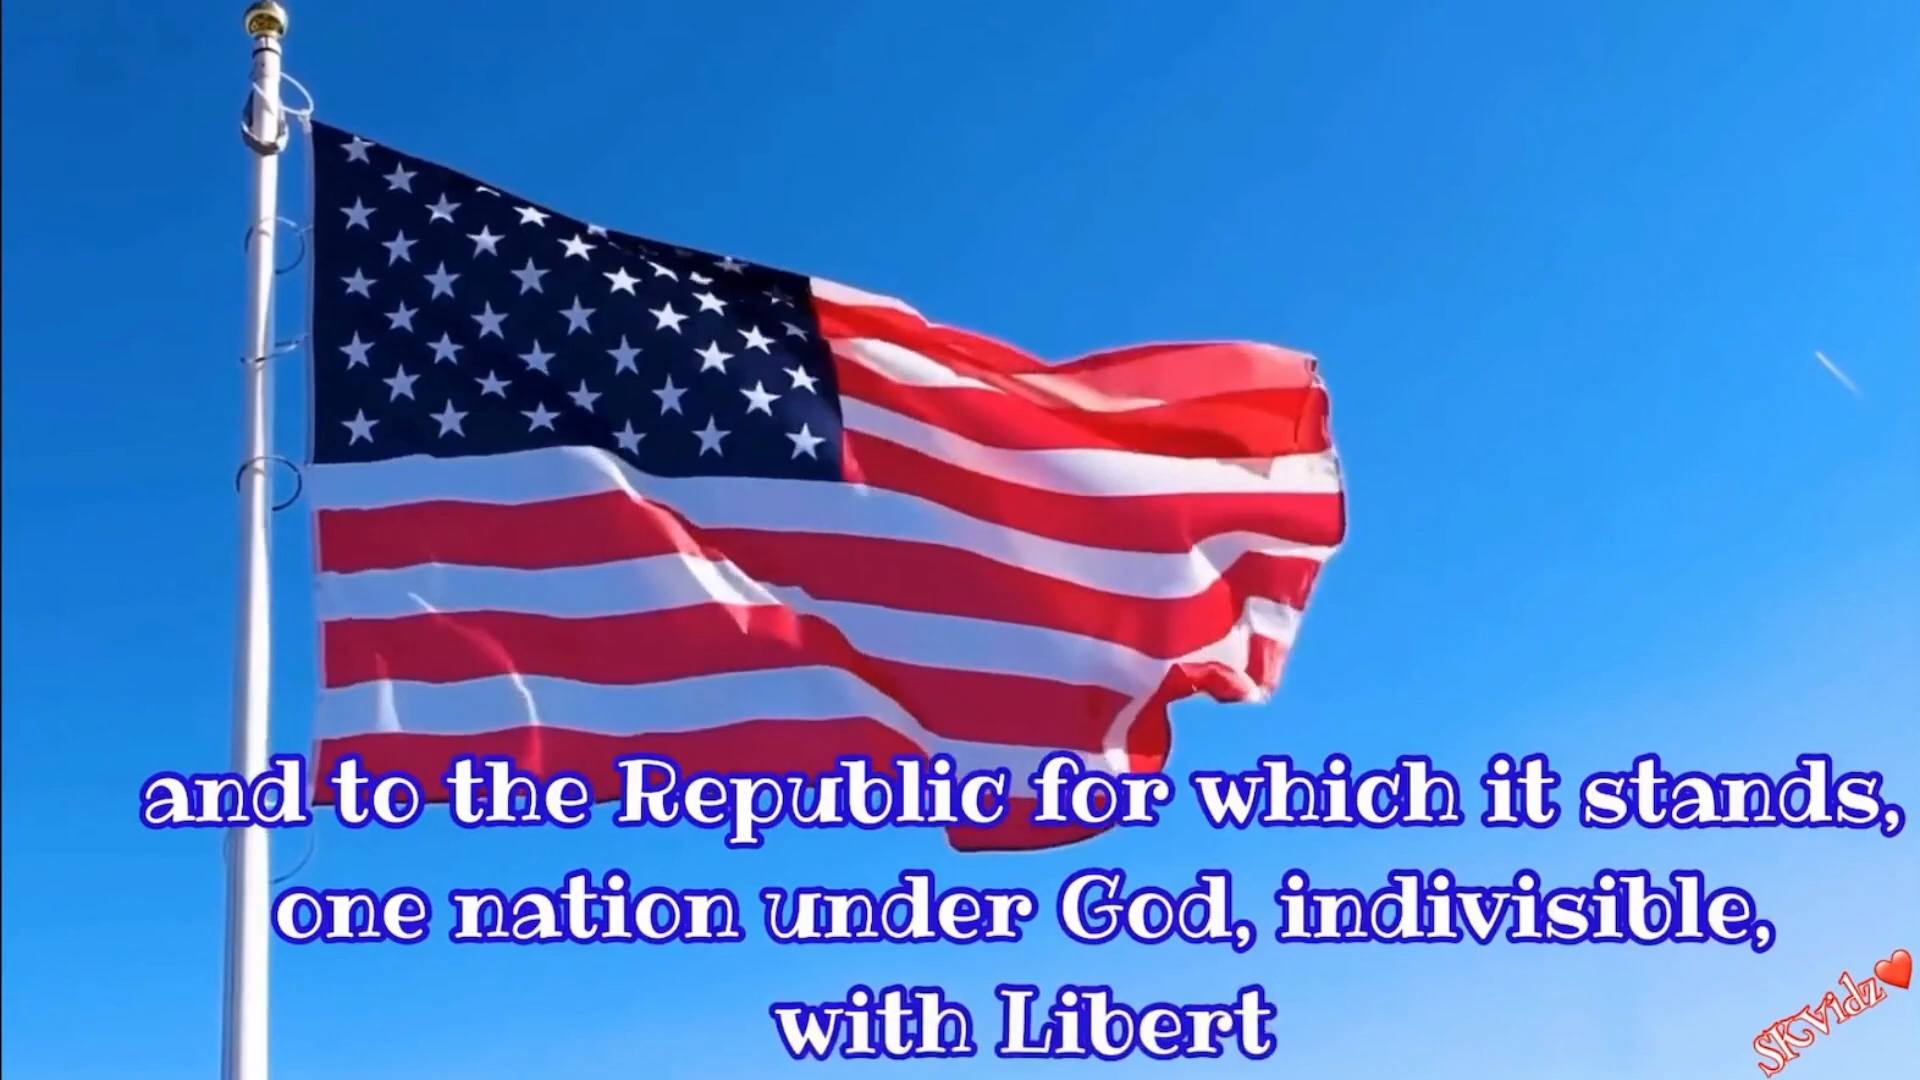 and to the Republic for which it stands,
one nation under God, indivisible,
with Libert
SKVidz